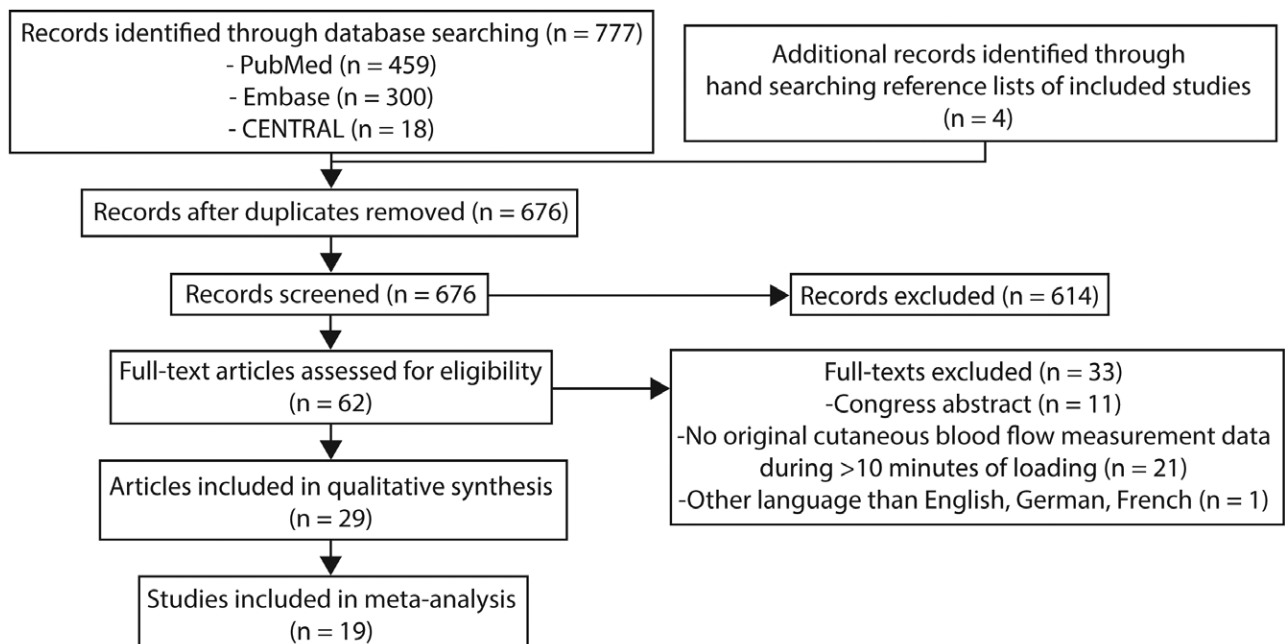 Records identified through database searching (n = 777)
- PubMed (n = 459)
- Embase (n = 300)
- CENTRAL (n = 18)
Additional records identified through
hand searching reference lists of included studies
(n = 4)
Records after duplicates removed (n = 676)
Records screened (n = 676
Records excluded (n = 614)
Full-text articles assessed for eligibility
(n = 62)
Full-texts excluded (n = 33)
-Congress abstract (n = 11)
-No original cutaneous blood flow measurement data
during >10 minutes of loading (n = 21)
-Other language than English, German, French (n = 1)
Articles included in qualitative synthesis
(n = 29)
Studies included in meta-analysis
(n = 19)